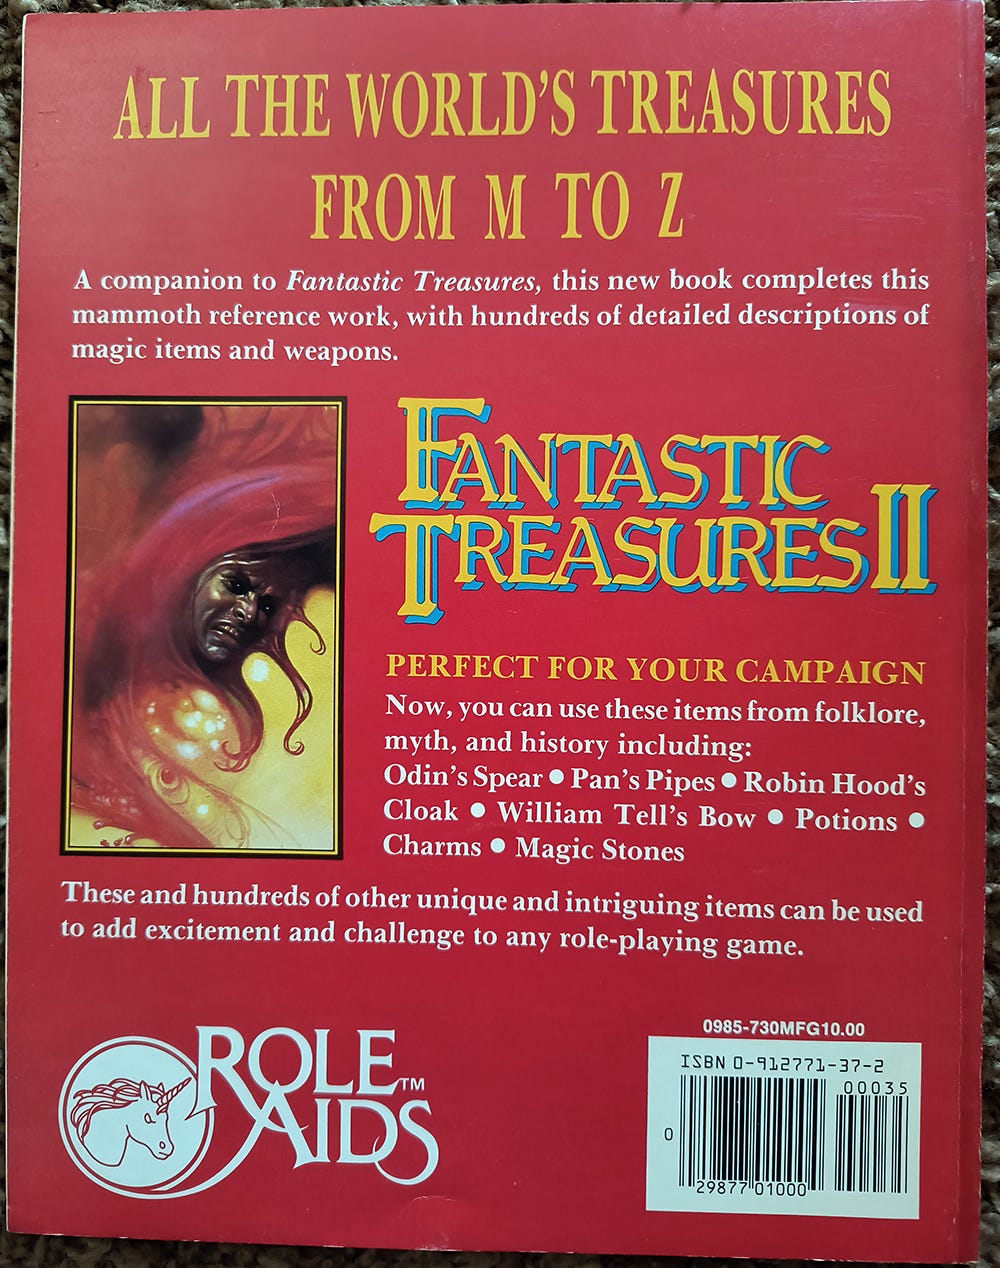 ALL THE WORLD'S TREASURES
FROM M TO Z
A companion to Fantastic Treasures, this new book completes this
mammoth reference work, with hundreds of detailed descriptions of
magic items and weapons.
FANTASTIC
TREASURES II
PERFECT FOR YOUR CAMPAIGN
Now, you can use these items from folklore,
myth, and history including:
Odin's Spear ● Pan's Pipes ● Robin Hood's
Cloak ● William Tell's Bow ● Potions ●
Charms ● Magic Stones
These and hundreds of other unique and intriguing items can be used
to add excitement and challenge to any role-playing game.
ROLE
AIDS™
0985-730MFG10.00
ISBN 0-912771-37-2
00035
0 29877 01000